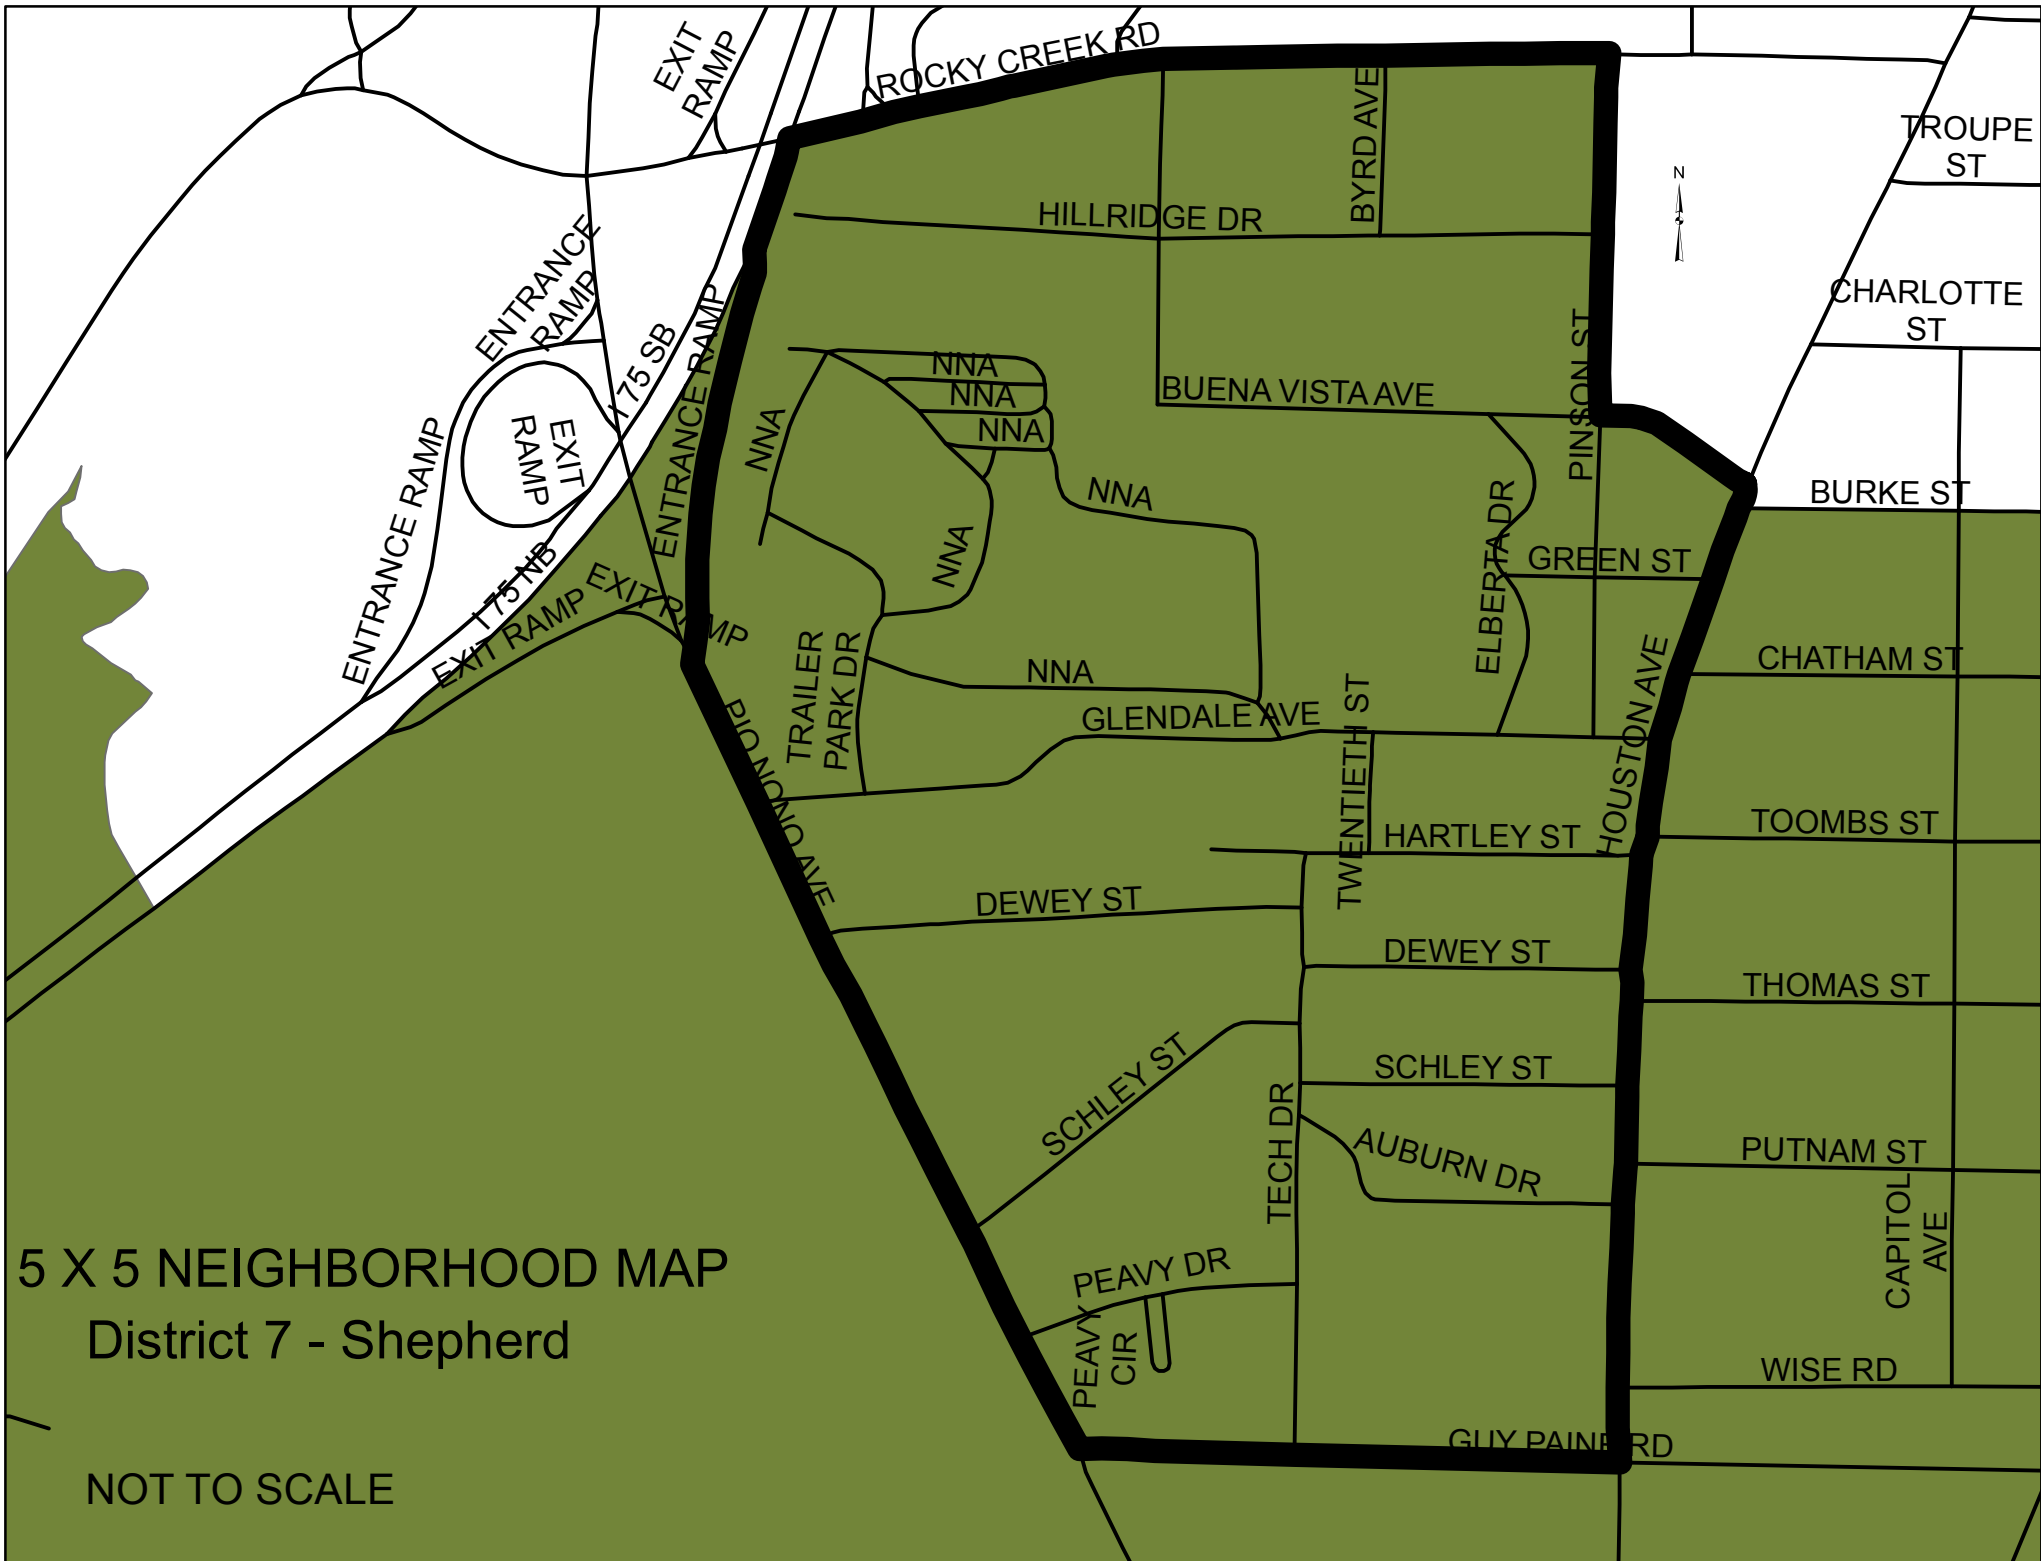 EXIT
RAMP
ROCKY CREEK RD
TROUPE
ST
BYRD AVE
N
HILLRIDGE DR
ENTRANCE
RAMP
CHARLOTTE
ST
I 75 SB
ENTRANCE RAMP
PINSON ST
NNA
NNA
NNA
NNA
BUENA VISTA AVE
EXIT
RAMP
ENTRANCE RAMP
NNA
BURKE ST
ELBERTA DR
NNA
GREEN ST
I 75 NB
EXIT RAMP
EXIT RAMP
TRAILER
PARK DR
NNA
CHATHAM ST
HOUSTON AVE
GLENDALE AVE
TWENTIETH ST
PIO NONO AVE
HARTLEY ST
TOOMBS ST
DEWEY ST
DEWEY ST
THOMAS ST
SCHLEY ST
SCHLEY ST
TECH DR
AUBURN DR
PUTNAM ST
CAPITOL
AVE
5 X 5 NEIGHBORHOOD MAP
District 7 - Shepherd
PEAVY DR
PEAVY
CIR
WISE RD
GUY PAINE RD
NOT TO SCALE